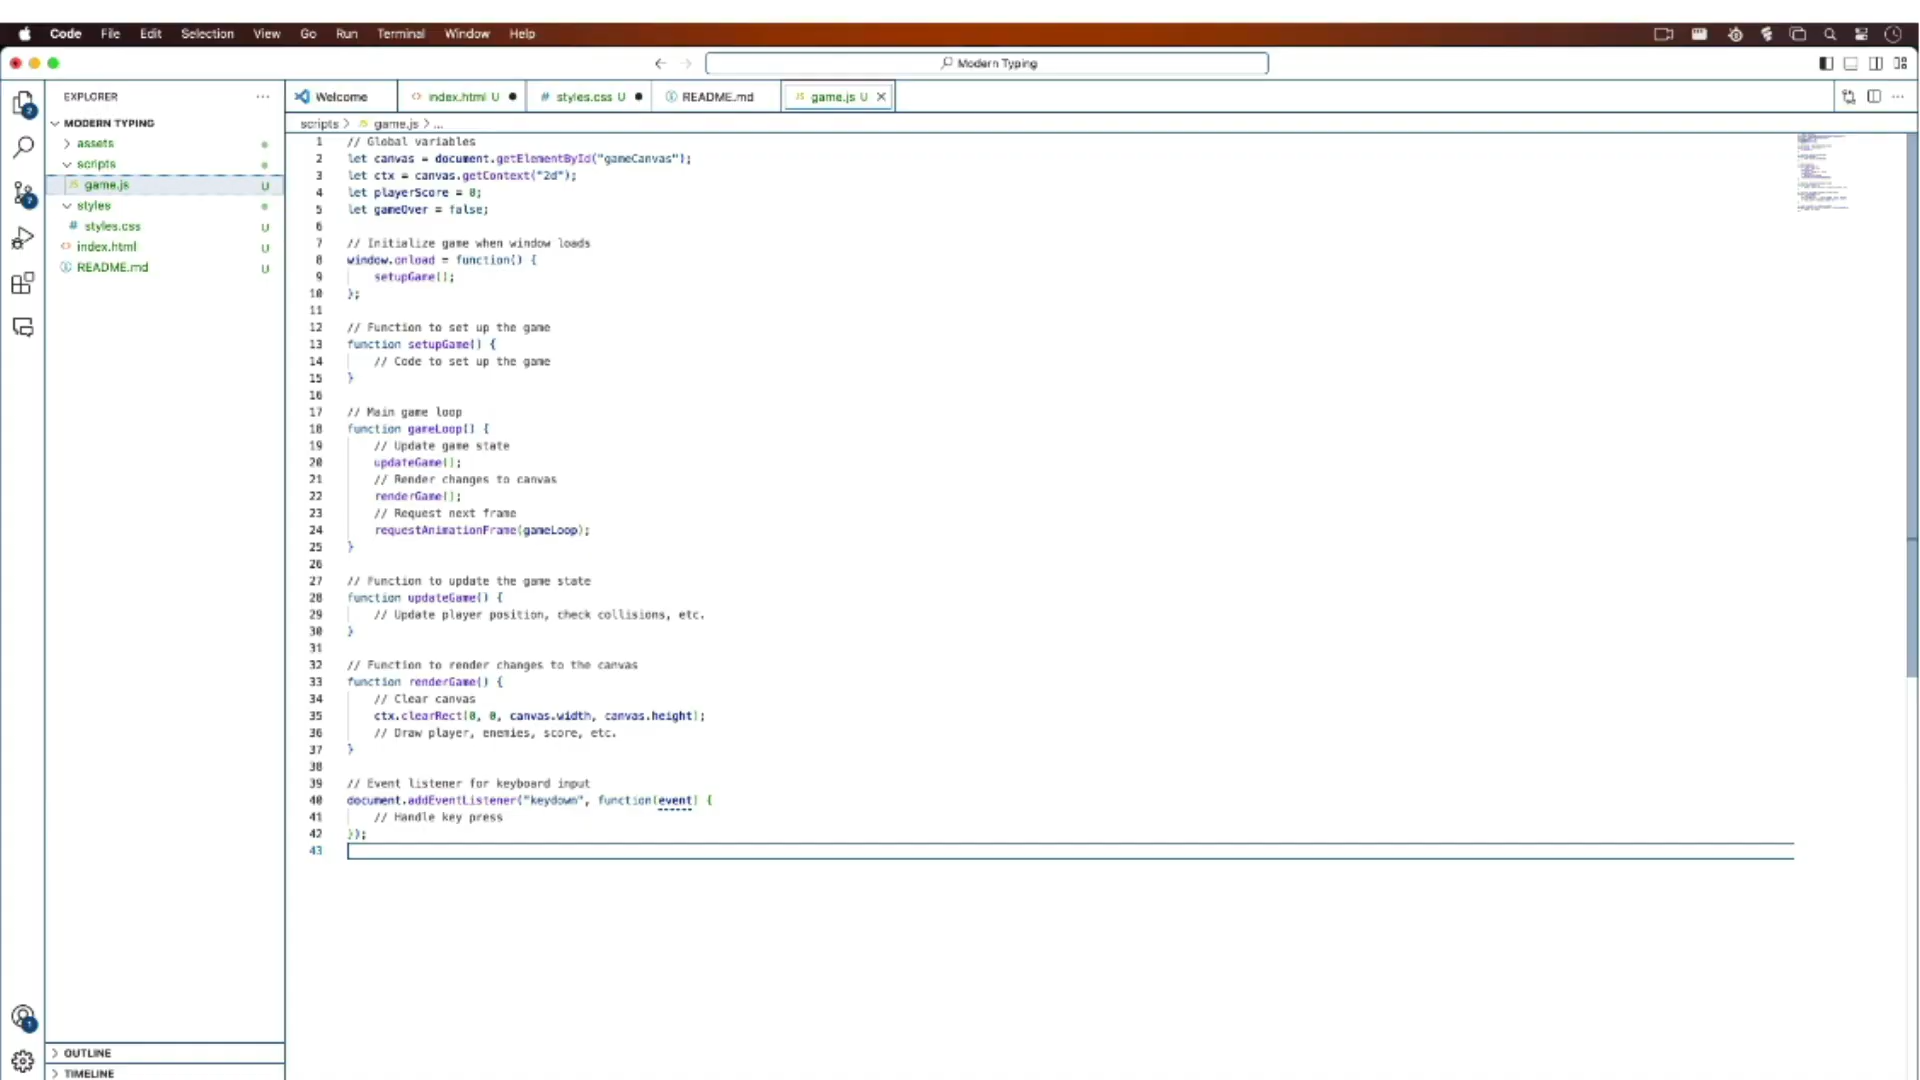 Code File Edit Selection View Go Run Terminal Window Help
Modern Typing
EXPLORER
MODERN TYPING
assets
scripts
game.js U
styles
styles.css U
index.html U
README.md U
OUTLINE
TIMELINE
Welcome index.html U styles.css U README.md game.js U
scripts > game.js > ...
1 // Global variables
2 let canvas = document.getElementById("gameCanvas");
3 let ctx = canvas.getContext("2d");
4 let playerScore = 0;
5 let gameOver = false;
6
7 // Initialize game when window loads
8 window.onload = function() {
9 setupGame();
10 };
11
12 // Function to set up the game
13 function setupGame() {
14 // Code to set up the game
15 }
16
17 // Main game loop
18 function gameLoop() {
19 // Update game state
20 updateGame();
21 // Render changes to canvas
22 renderGame();
23 // Request next frame
24 requestAnimationFrame(gameLoop);
25 }
26
27 // Function to update the game state
28 function updateGame() {
29 // Update player position, check collisions, etc.
30 }
31
32 // Function to render changes to the canvas
33 function renderGame() {
34 // Clear canvas
35 ctx.clearRect(0, 0, canvas.width, canvas.height);
36 // Draw player, enemies, score, etc.
37 }
38
39 // Event listener for keyboard input
40 document.addEventListener("keydown", function(event) {
41 // Handle key press
42 });
43